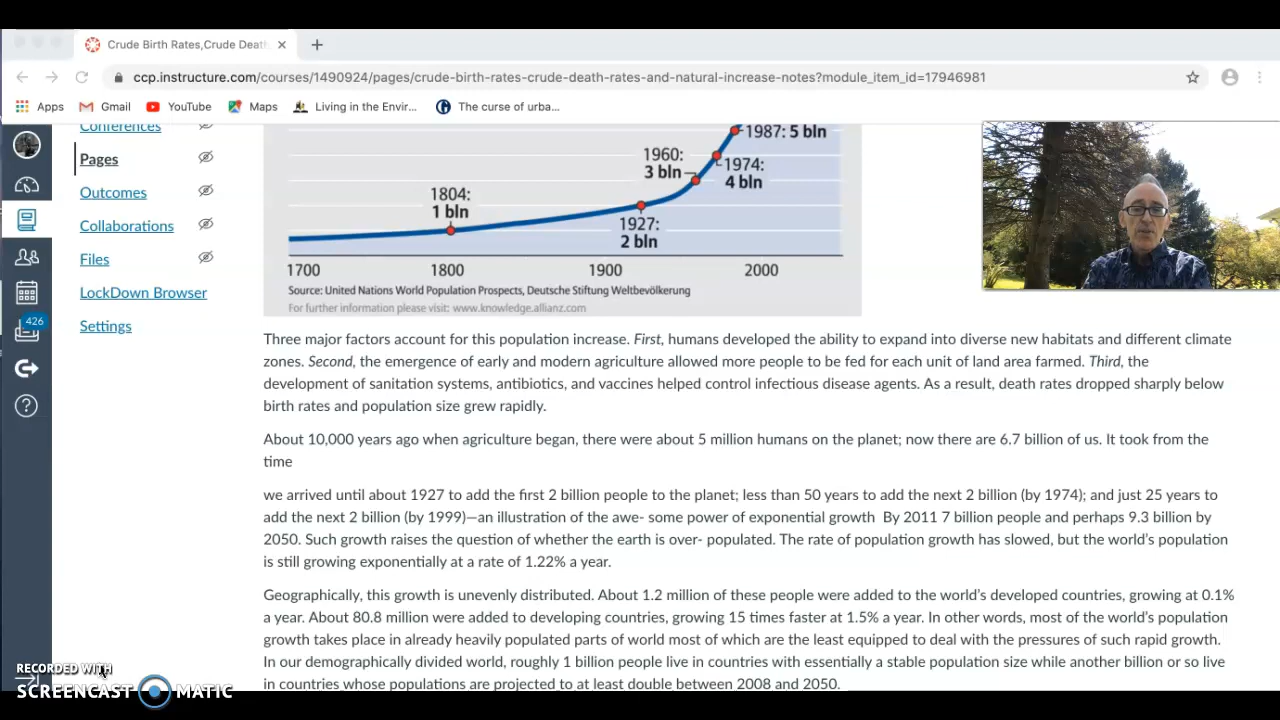 Crude Birth Rates,Crude Death
ccp.instructure.com/courses/1490924/pages/crude-birth-rates-crude-death-rates-and-natural-increase-notes?module_item_id=17946981
Apps Gmail YouTube Maps Living in the Envir... The curse of urba...
Conferences
Pages
Outcomes
Collaborations
Files
LockDown Browser
Settings
426
1987: 5 bln
1960:
3 bln
1974:
4 bln
1804:
1 bln
1927:
2 bln
1700 1800 1900 2000
Source: United Nations World Population Prospects, Deutsche Stiftung Weltbevölkerung
For further information please visit: www.knowledge.allianz.com
Three major factors account for this population increase. First, humans developed the ability to expand into diverse new habitats and different climate
zones. Second, the emergence of early and modern agriculture allowed more people to be fed for each unit of land area farmed. Third, the
development of sanitation systems, antibiotics, and vaccines helped control infectious disease agents. As a result, death rates dropped sharply below
birth rates and population size grew rapidly.
About 10,000 years ago when agriculture began, there were about 5 million humans on the planet; now there are 6.7 billion of us. It took from the
time
we arrived until about 1927 to add the first 2 billion people to the planet; less than 50 years to add the next 2 billion (by 1974); and just 25 years to
add the next 2 billion (by 1999)—an illustration of the awe- some power of exponential growth By 2011 7 billion people and perhaps 9.3 billion by
2050. Such growth raises the question of whether the earth is over- populated. The rate of population growth has slowed, but the world's population
is still growing exponentially at a rate of 1.22% a year.
Geographically, this growth is unevenly distributed. About 1.2 million of these people were added to the world's developed countries, growing at 0.1%
a year. About 80.8 million were added to developing countries, growing 15 times faster at 1.5% a year. In other words, most of the world's population
growth takes place in already heavily populated parts of world most of which are the least equipped to deal with the pressures of such rapid growth.
In our demographically divided world, roughly 1 billion people live in countries with essentially a stable population size while another billion or so live
in countries whose populations are projected to at least double between 2008 and 2050.
RECORDED WITH
SCREENCAST MATIC